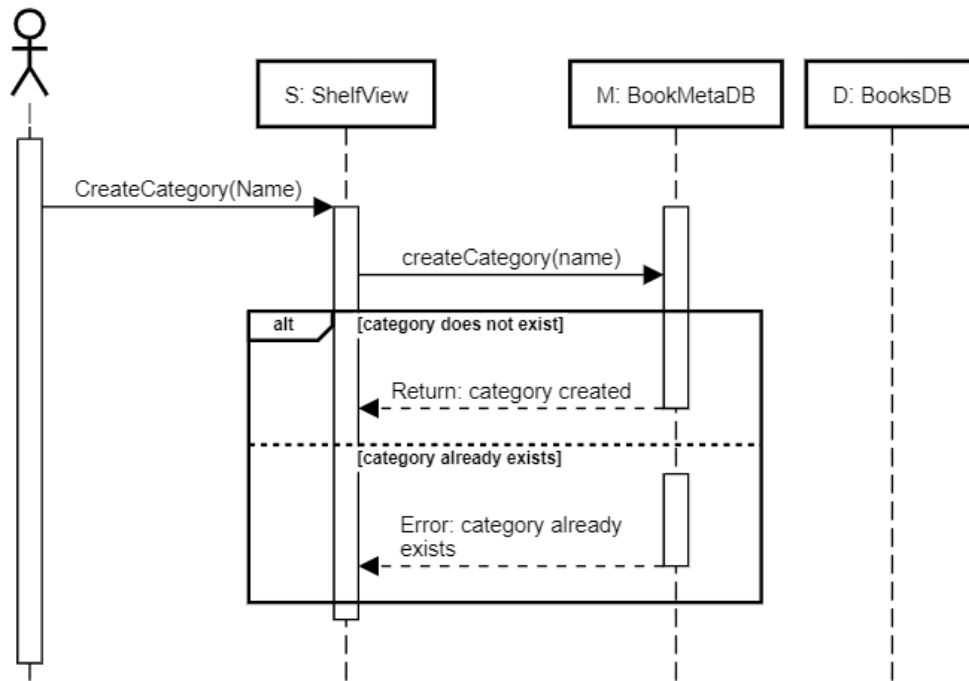 S: ShelfView
M: BookMetaDB
D: BooksDB
CreateCategory(Name)
createCategory(name)
alt
[category does not exist]
Return: category created
[category already exists]
Error: category already
exists